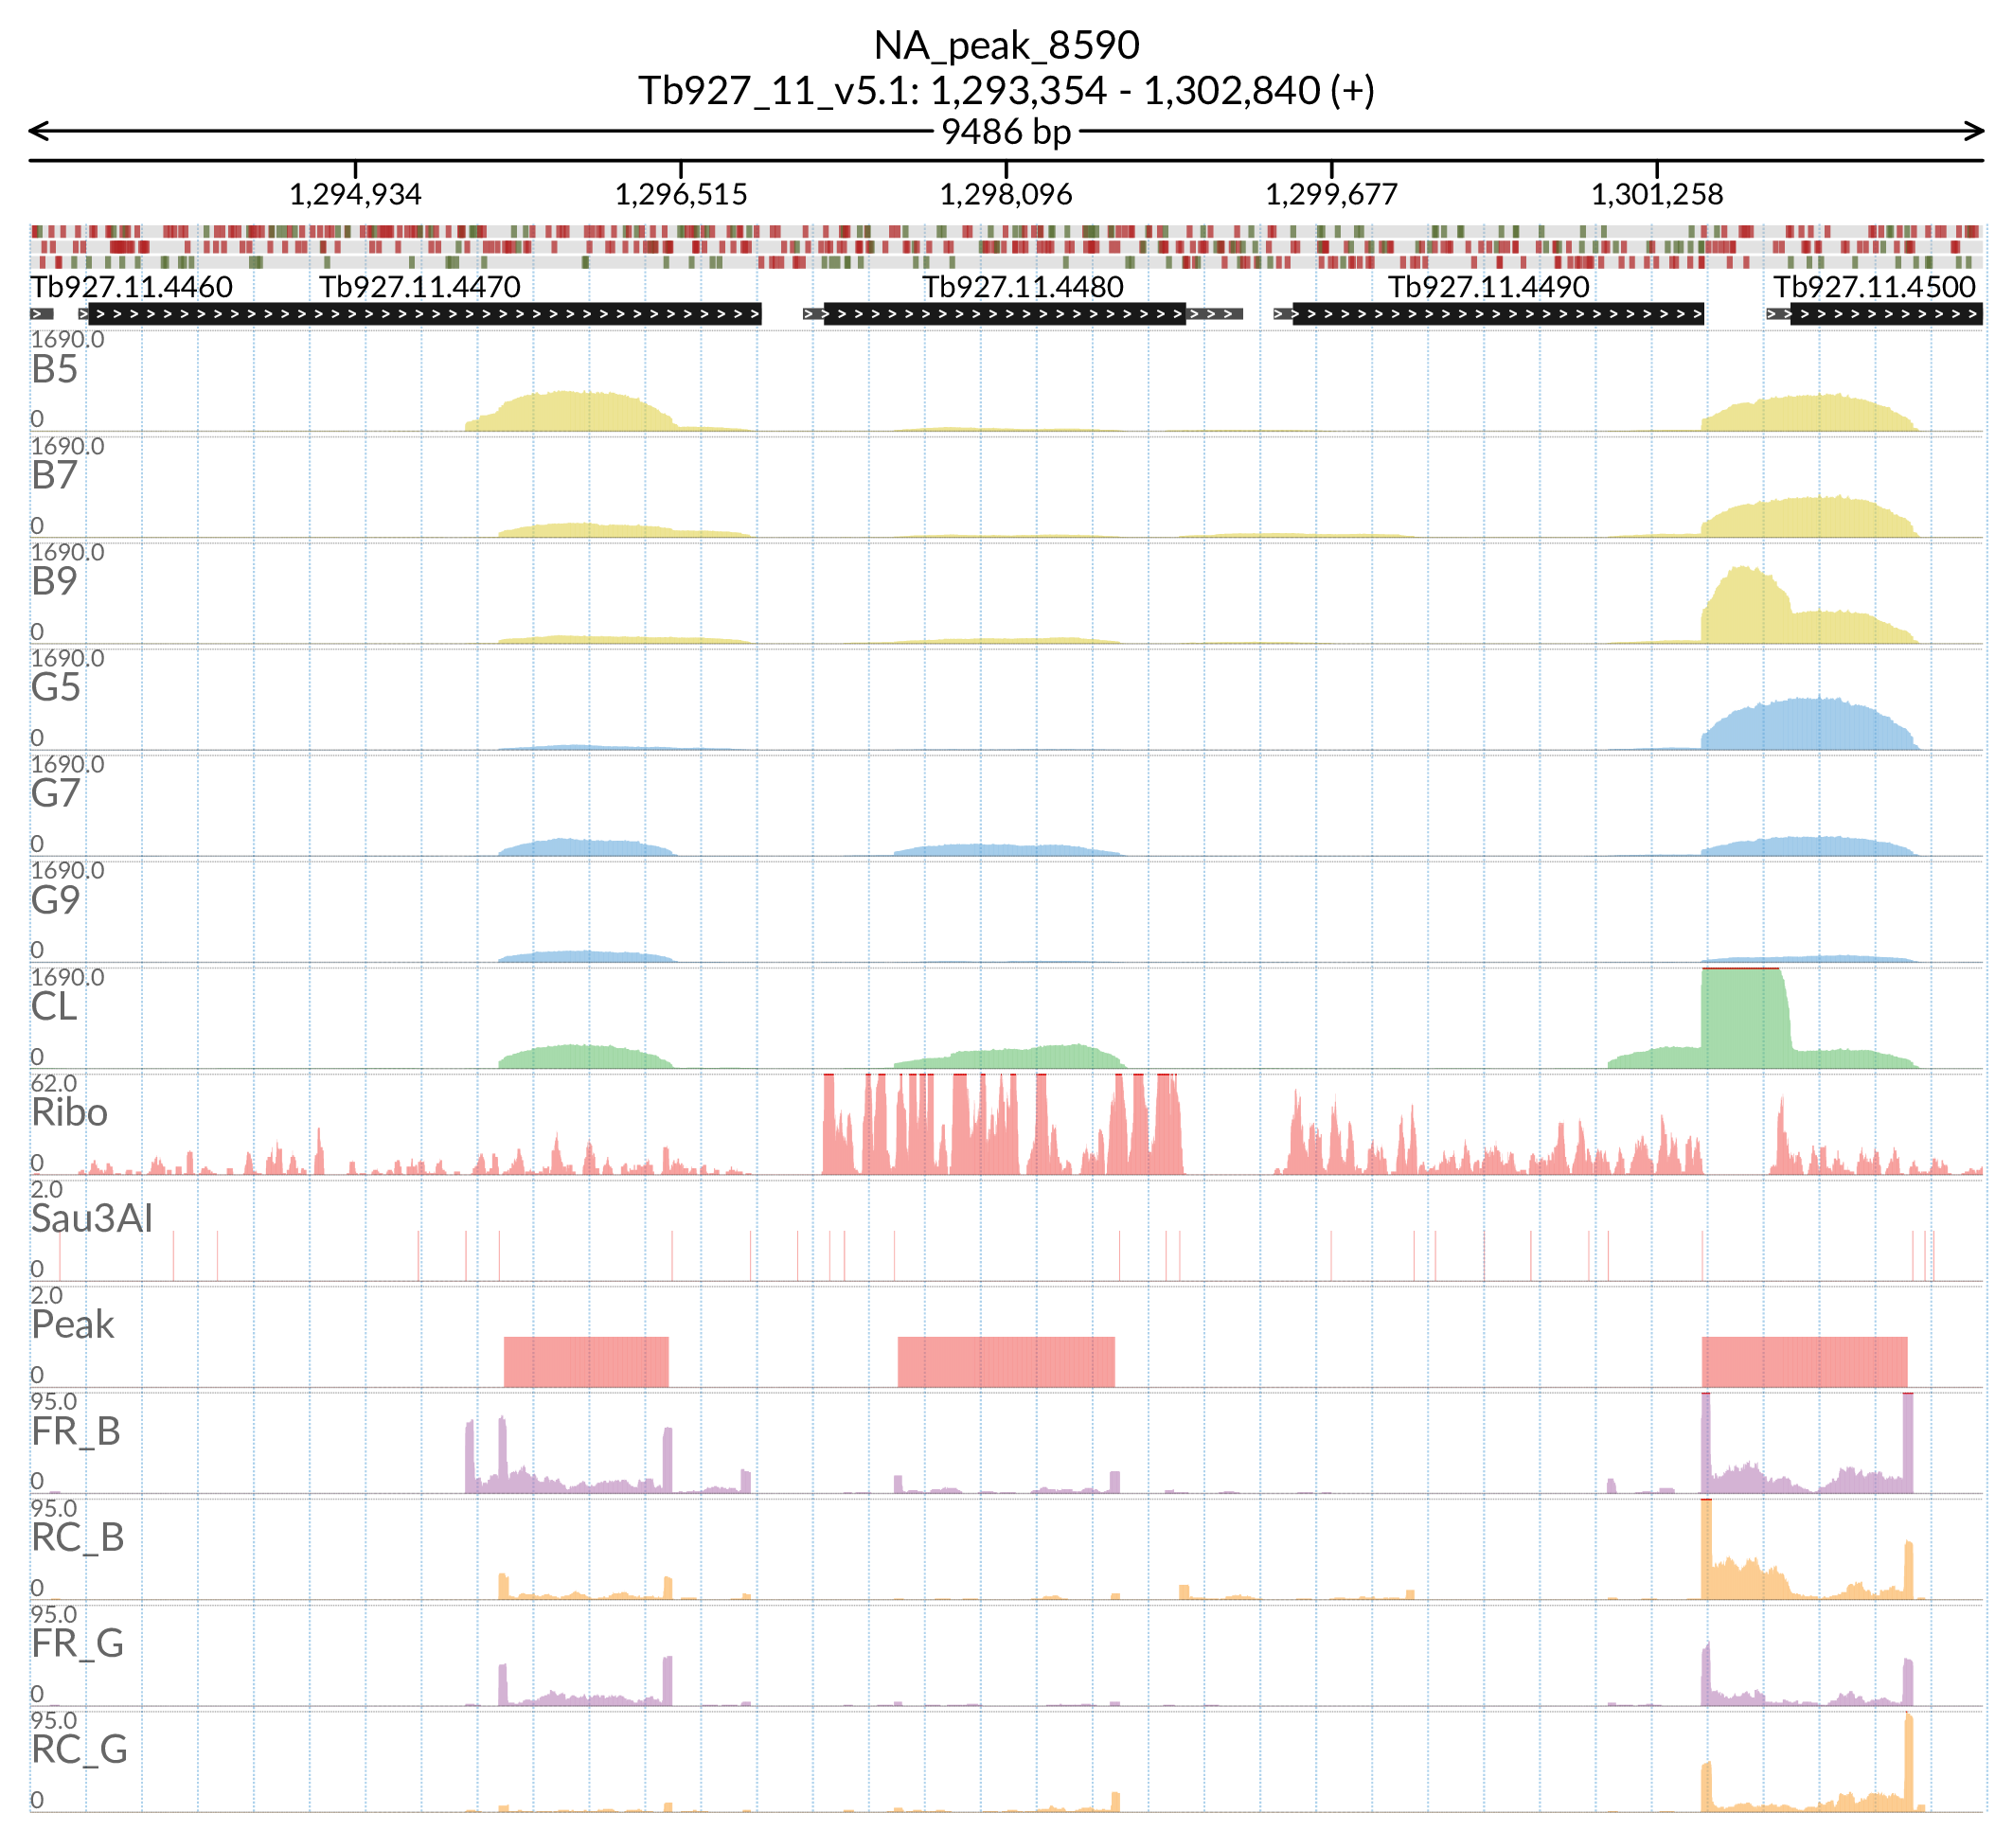 NA_peak_8590
Tb927_11_v5.1: 1,293,354 - 1,302,840 (+)
9486 bp
1,294,934 1,296,515 1,298,096 1,299,677 1,301,258
Tb927.11.4460 Tb927.11.4470 Tb927.11.4480 Tb927.11.4490 Tb927.11.4500
1690.0
B5
0
1690.0
B7
0
1690.0
B9
0
1690.0
G5
0
1690.0
G7
0
1690.0
G9
0
1690.0
CL
0
62.0
Ribo
0
2.0
Sau3AI
0
2.0
Peak
0
95.0
FR_B
0
95.0
RC_B
0
95.0
FR_G
0
95.0
RC_G
0